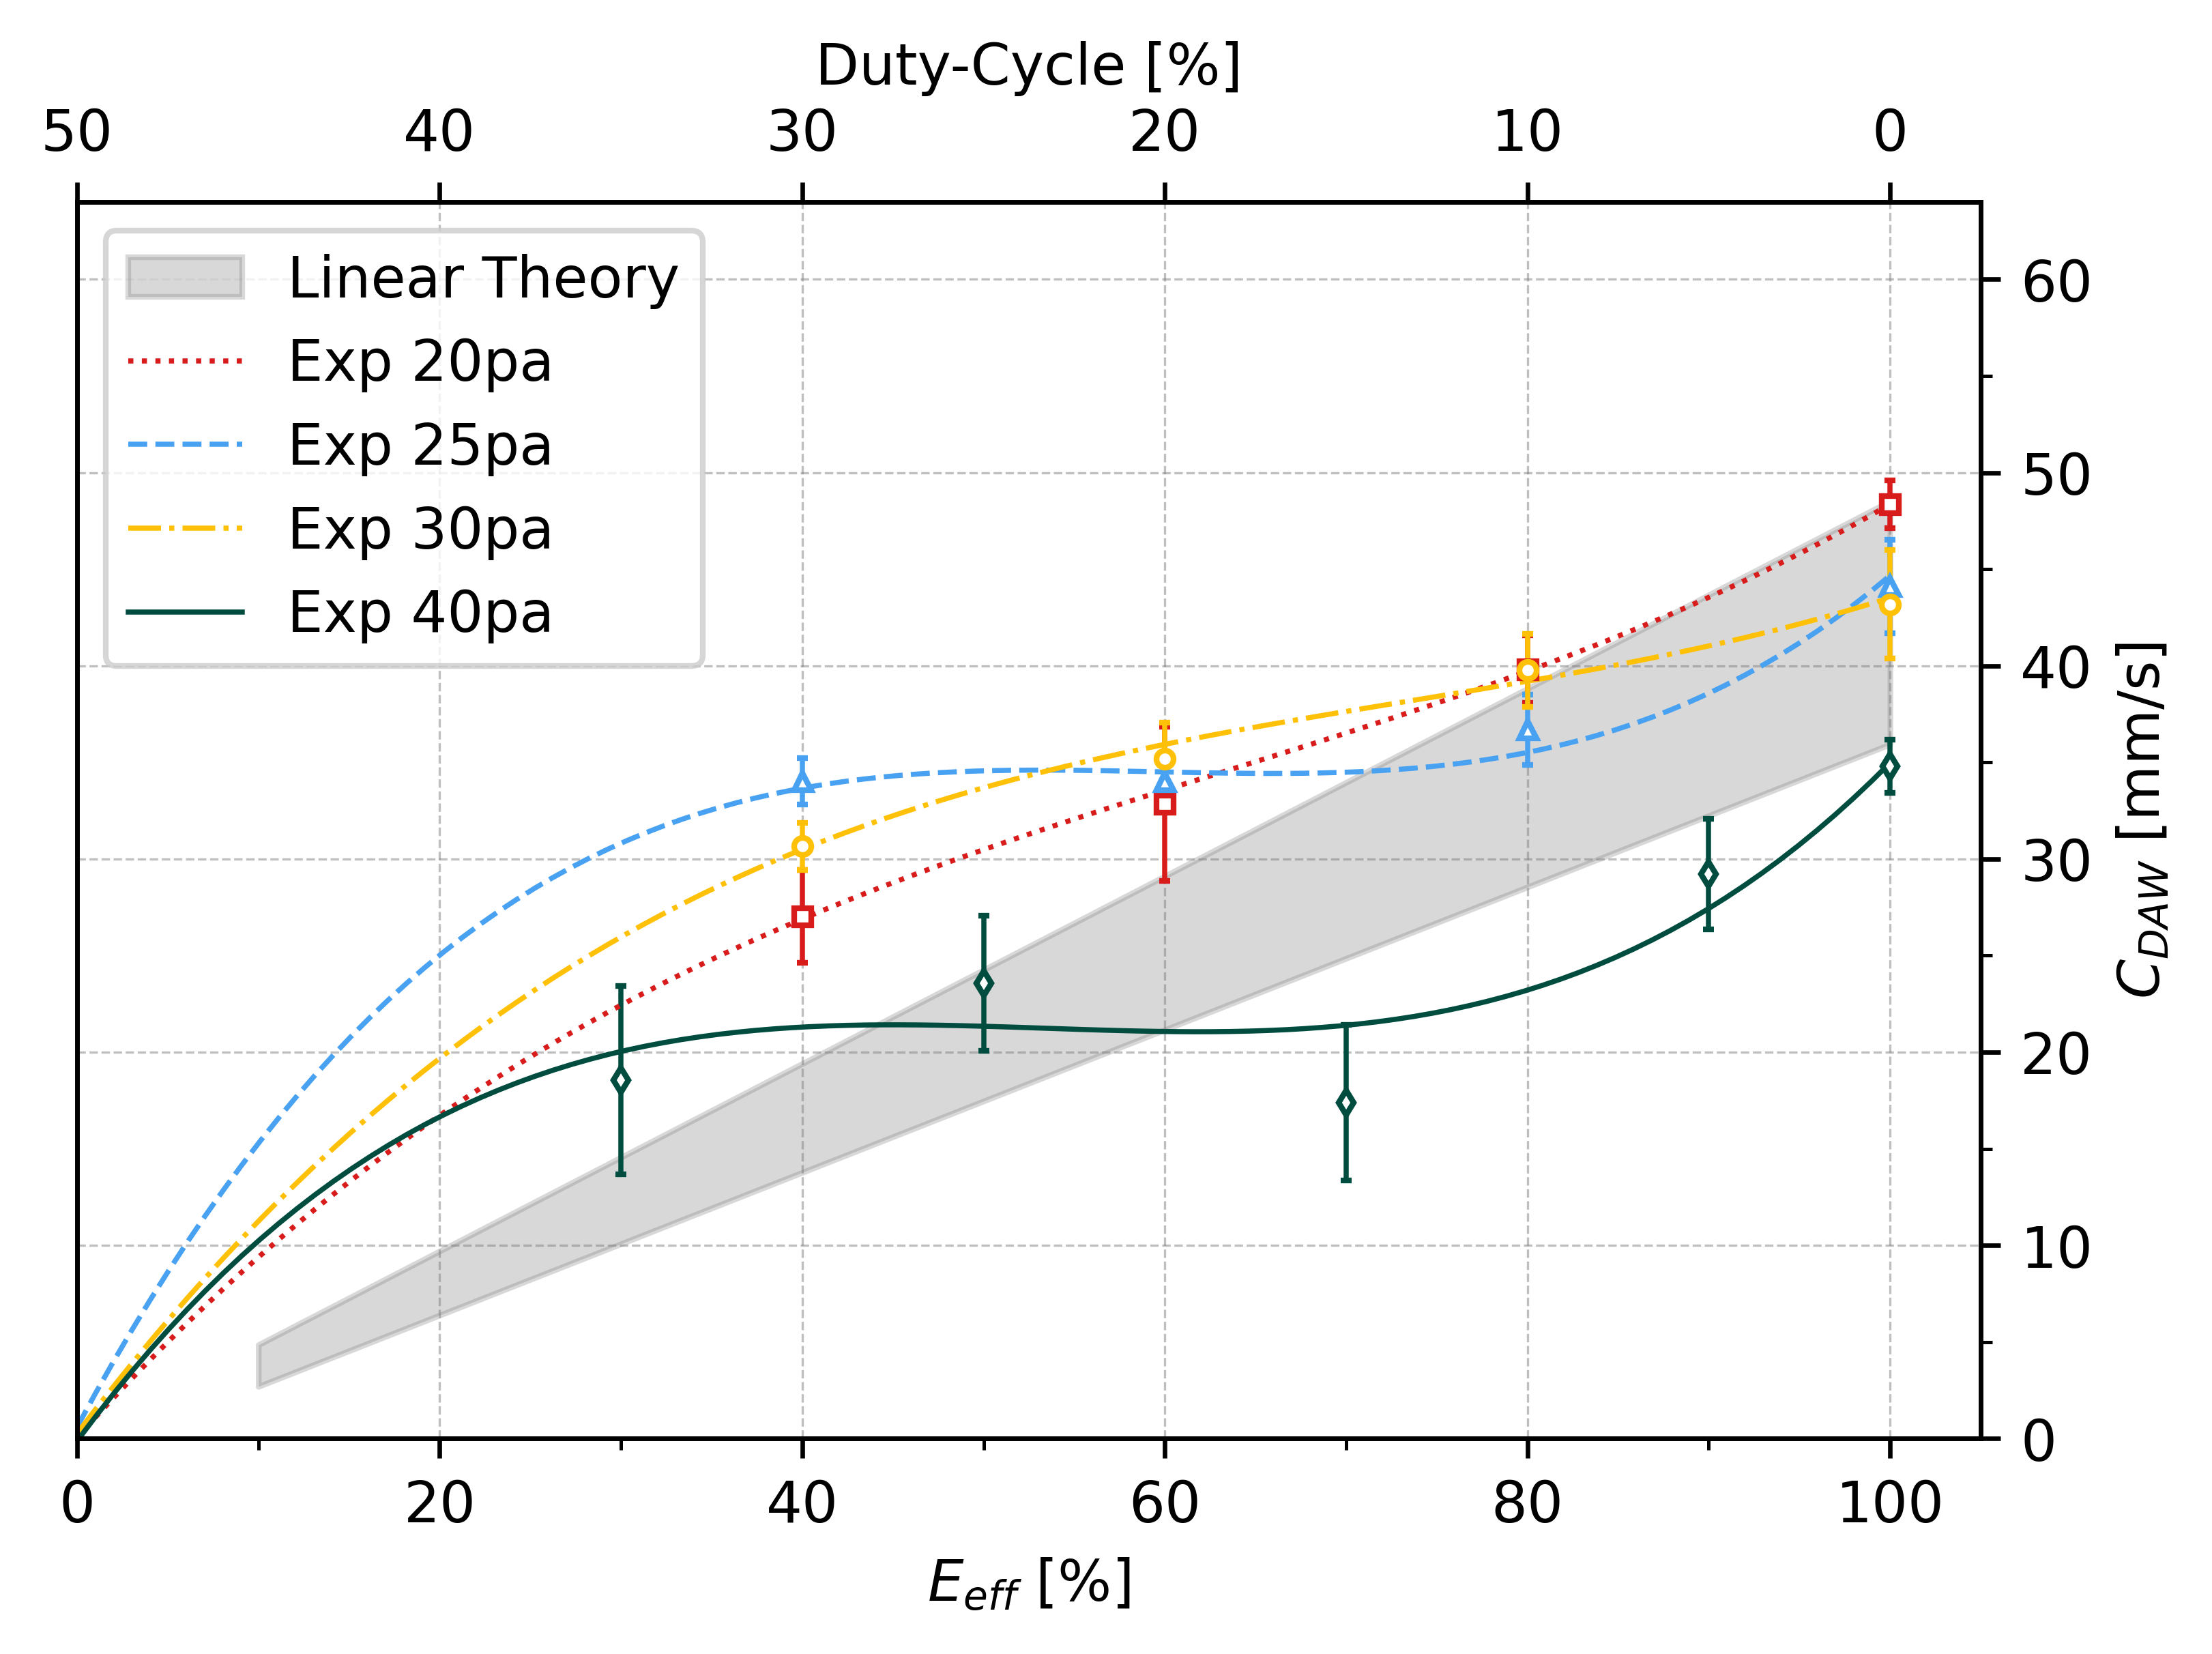 Duty-Cycle [%]
50 40 30 20 10 0
Linear Theory
Exp 20pa
Exp 25pa
Exp 30pa
Exp 40pa
60
50
40
30
20
10
0
C_DAW [mm/s]
0 20 40 60 80 100
E_eff [%]